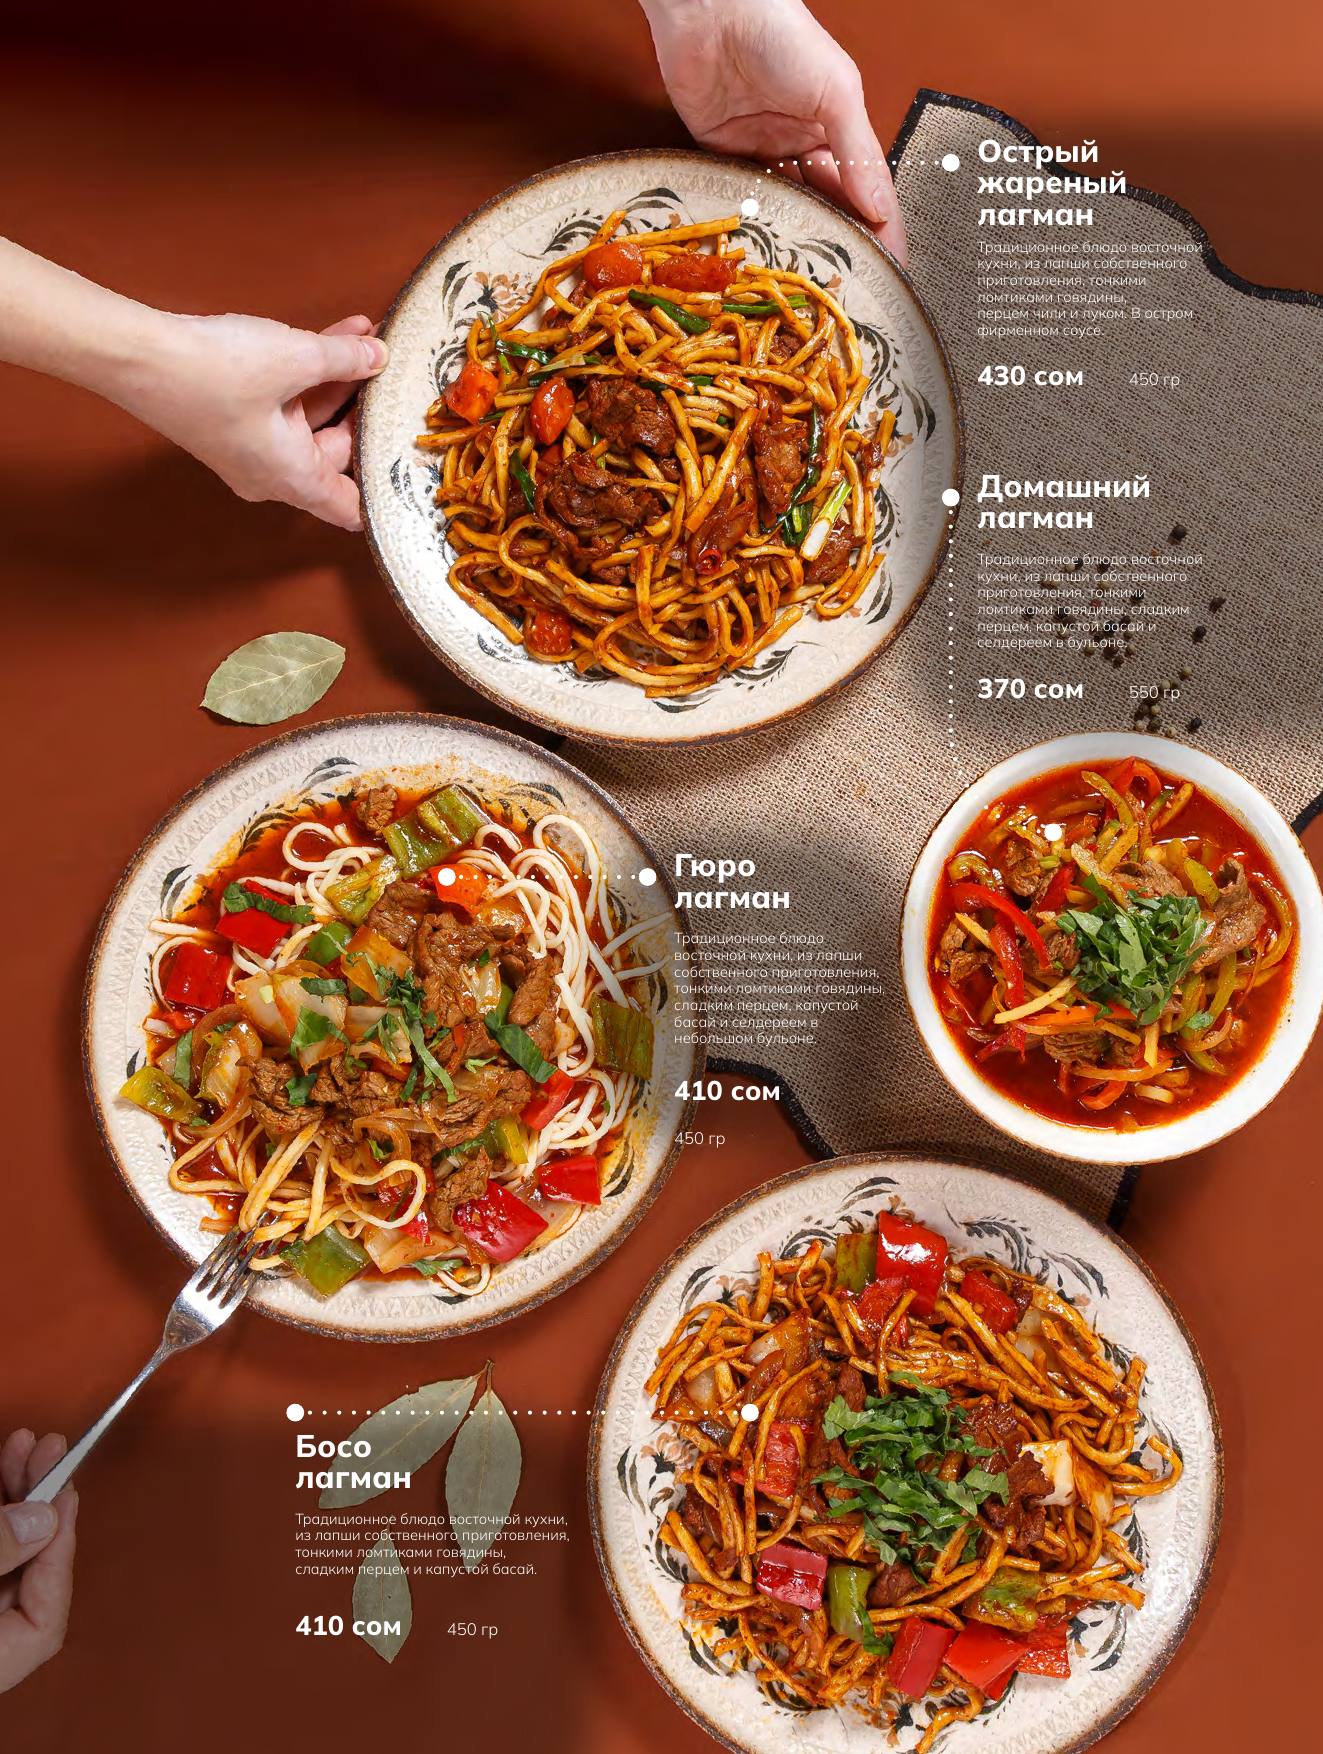 Острый
жареный
лагман
Традиционное блюдо восточной
кухни, из лапши собственного
приготовления, тонкими
ломтиками говядины,
перцем чили и луком. В остром
фирменном соусе.
430 сом 450 гр
Домашний
лагман
Традиционное блюдо восточной
кухни, из лапши собственного
приготовления, тонкими
ломтиками говядины, сладким
перцем, капустой басай и
селдереем в бульоне.
370 сом 550 гр
Гюро
лагман
Традиционное блюдо
восточной кухни, из лапши
собственного приготовления,
тонкими ломтиками говядины,
сладким перцем, капустой
басай и селдереем в
небольшом бульоне.
410 сом
450 гр
Босо
лагман
Традиционное блюдо восточной кухни,
из лапши собственного приготовления,
тонкими ломтиками говядины,
сладким перцем и капустой басай.
410 сом 450 гр